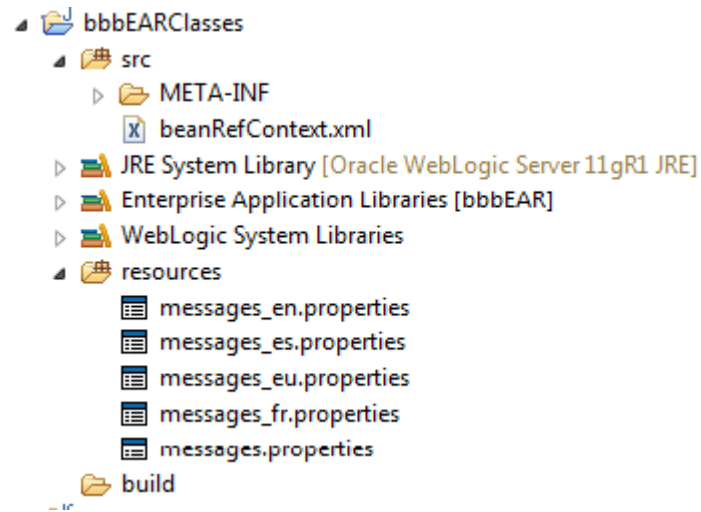 bbbEARClasses
src
META-INF
beanRefContext.xml
JRE System Library [Oracle WebLogic Server 11gR1 JRE]
Enterprise Application Libraries [bbbEAR]
WebLogic System Libraries
resources
messages_en.properties
messages_es.properties
messages_eu.properties
messages_fr.properties
messages.properties
build